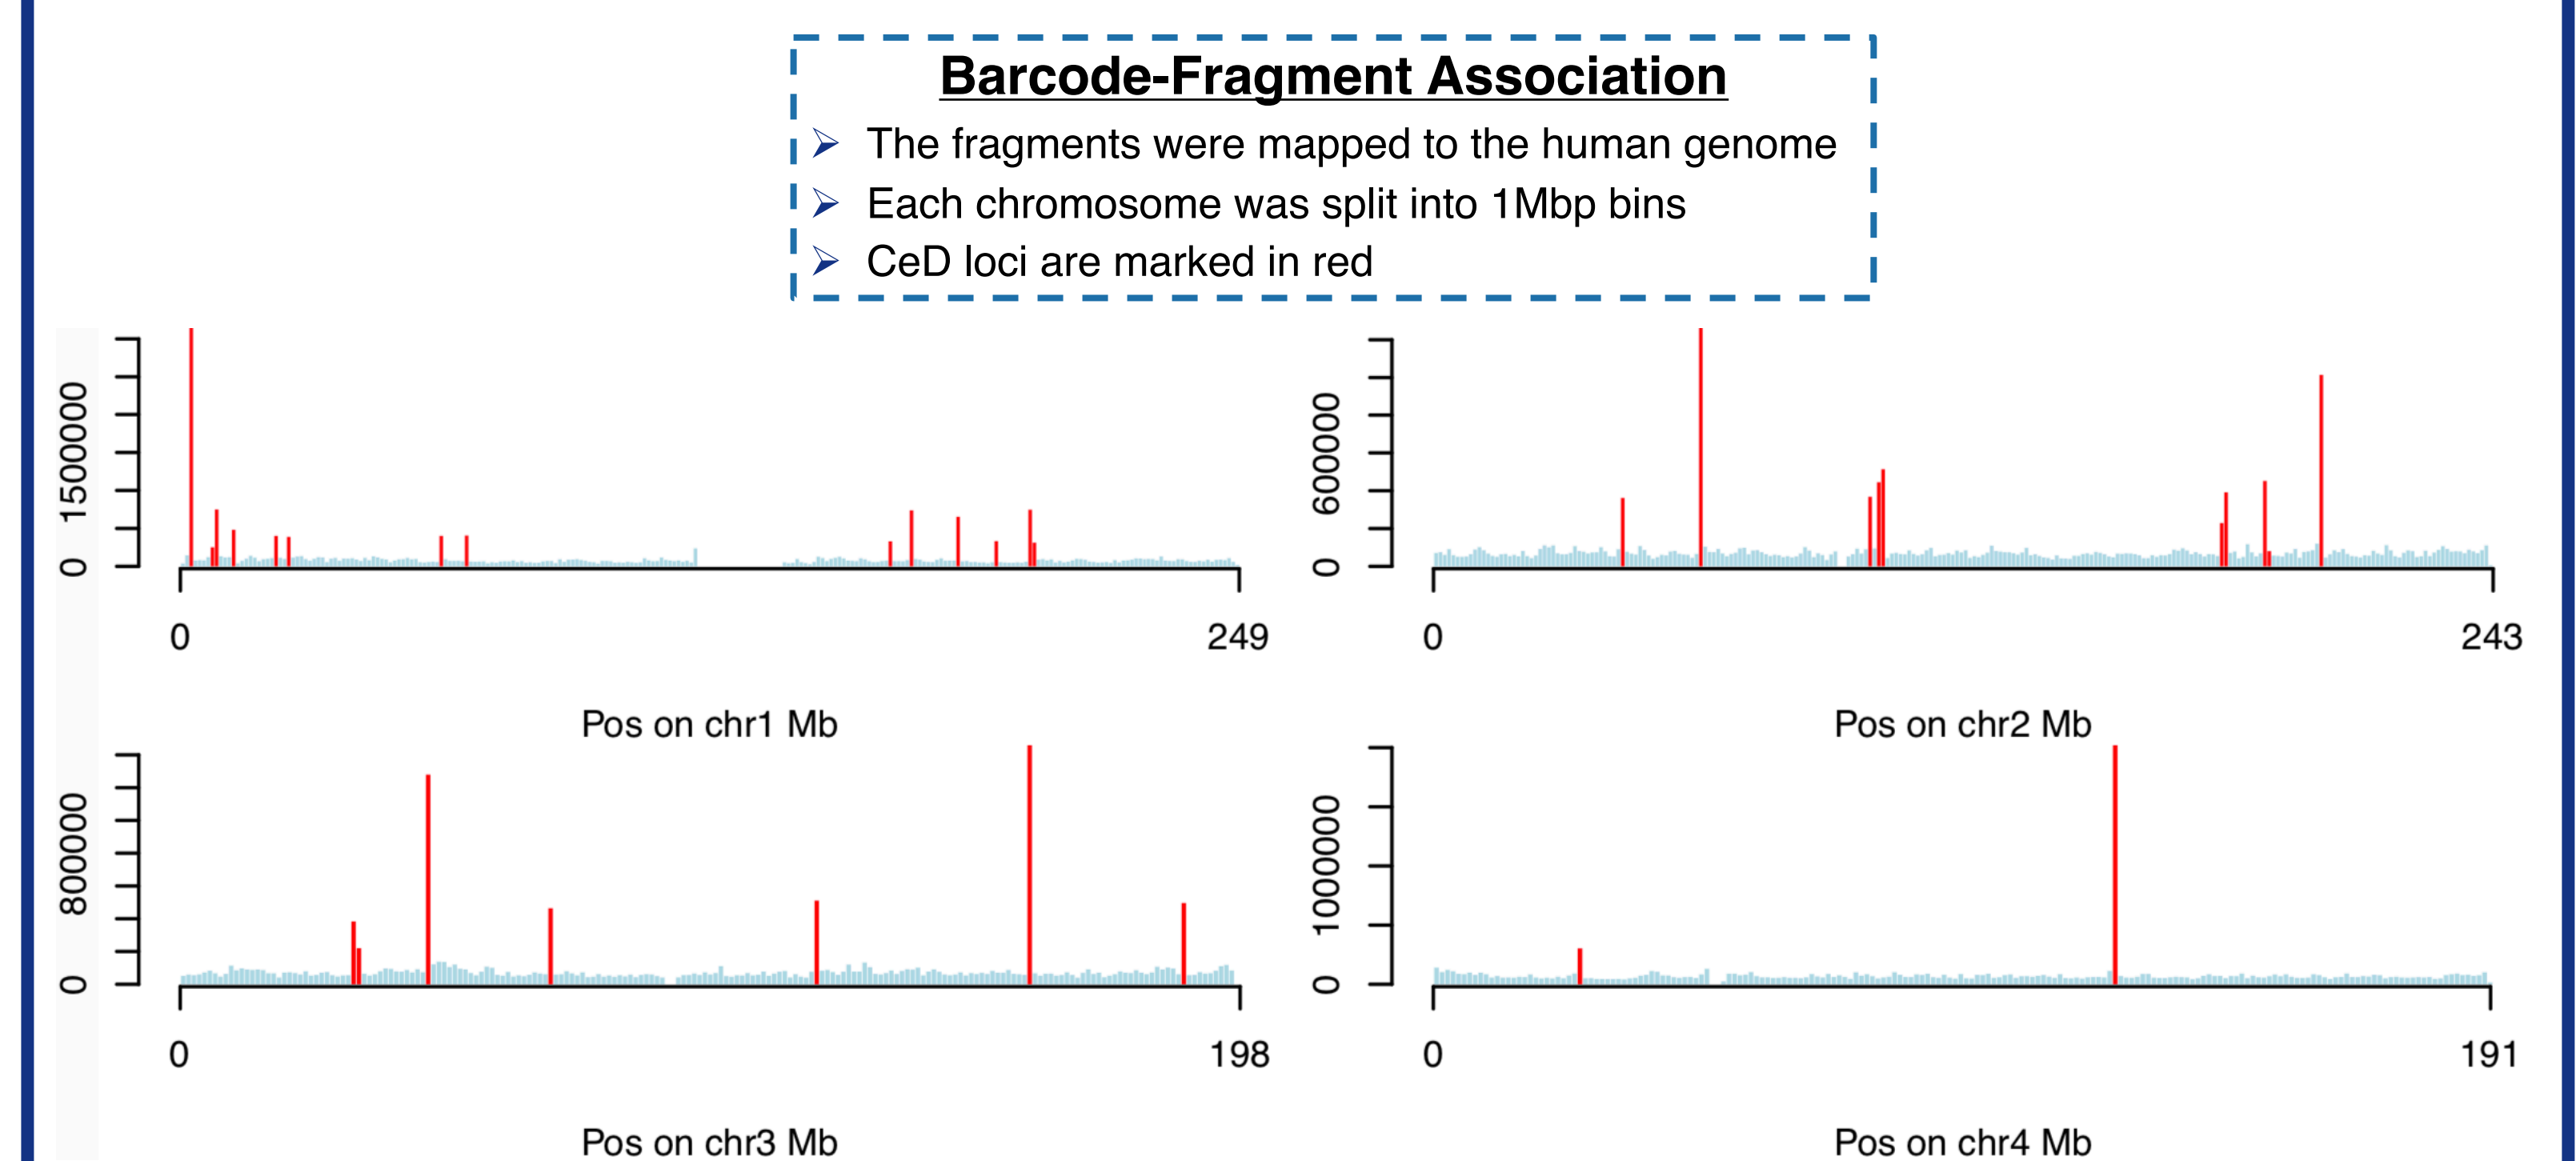 Barcode-Fragment Association
The fragments were mapped to the human genome
Each chromosome was split into 1Mbp bins
CeD loci are marked in red
1500000
0
0
249
Pos on chr1 Mb
600000
0
0
243
Pos on chr2 Mb
800000
0
0
198
Pos on chr3 Mb
1000000
0
0
191
Pos on chr4 Mb